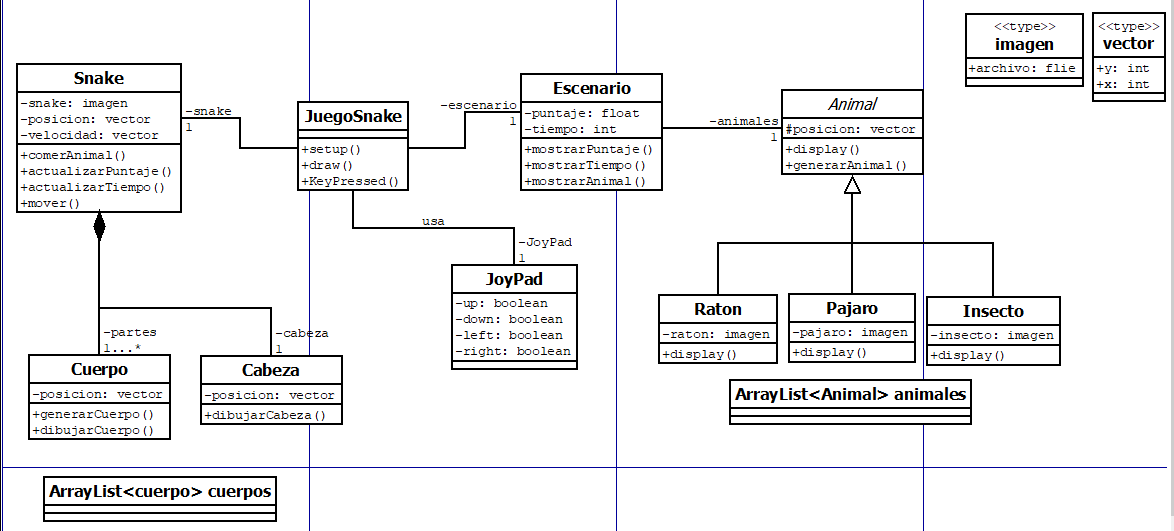 <<type>>
imagen
+archivo: flie
<<type>>
vector
+y: int
+x: int
Snake
-snake: imagen
-posicion: vector
-velocidad: vector
+comerAnimal()
+actualizarPuntaje()
+actualizarTiempo()
+mover()
-snake
1
JuegoSnake
+setup()
+draw()
+KeyPressed()
-escenario
1
Escenario
-puntaje: float
-tiempo: int
+mostrarPuntaje()
+mostrarTiempo()
+mostrarAnimal()
-animales
1
Animal
#posicion: vector
+display()
+generarAnimal()
usa
-JoyPad
1
JoyPad
-up: boolean
-down: boolean
-left: boolean
-right: boolean
Raton
-raton: imagen
+display()
Pajaro
-pajaro: imagen
+display()
Insecto
-insecto: imagen
+display()
-partes
1...*
-cabeza
1
Cuerpo
-posicion: vector
+generarCuerpo()
+dibujarCuerpo()
Cabeza
-posicion: vector
+dibujarCabeza()
ArrayList<Animal> animales
ArrayList<cuerpo> cuerpos